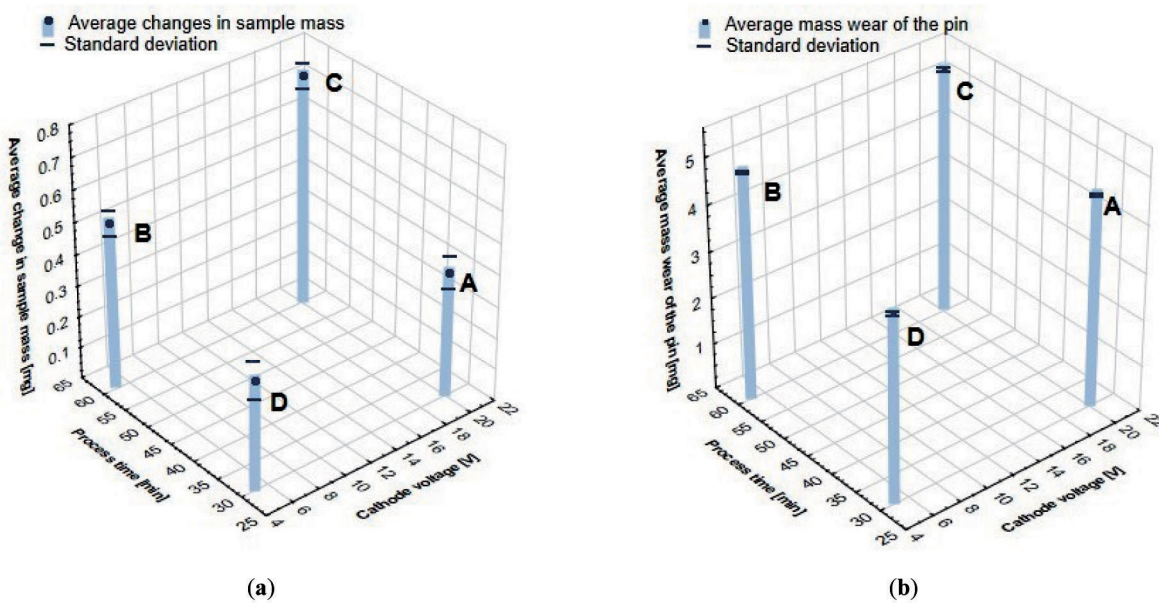 Average changes in sample mass
Standard deviation
C
B
A
D
Average change in sample mass [mg]
0.8
0.7
0.6
0.5
0.4
0.3
0.2
0.1
65
60
55
50
45
40
35
30
25
Process time [min]
4
6
8
10
12
14
16
18
20
22
Cathode voltage [V]
(a)
Average mass wear of the pin
Standard deviation
C
B
A
D
Average mass wear of the pin [mg]
5
4
3
2
1
65
60
55
50
45
40
35
30
25
Process time [min]
4
6
8
10
12
14
16
18
20
22
Cathode voltage [V]
(b)